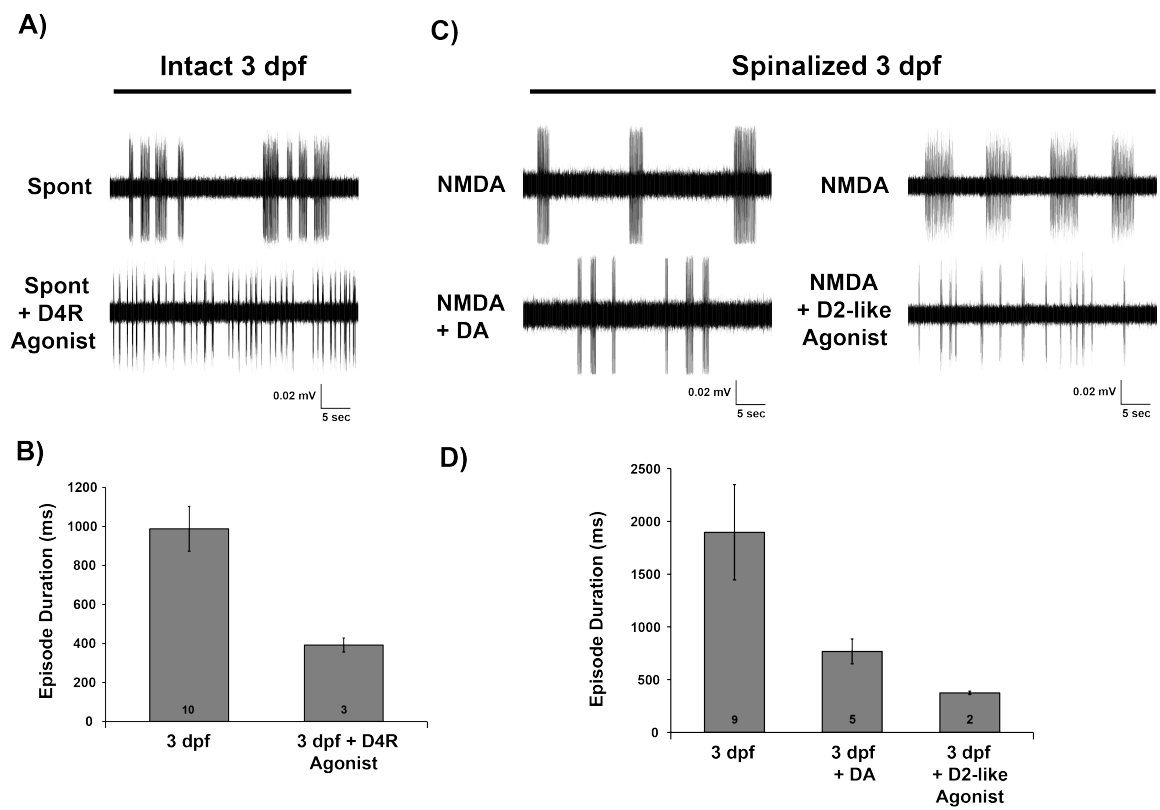 A)
Intact 3 dpf
Spont
Spont
+ D4R
Agonist
0.02 mV
5 sec
B)
Episode Duration (ms)
1200
1000
800
600
400
200
0
10
3
3 dpf
3 dpf + D4R
Agonist
C)
Spinalized 3 dpf
NMDA
NMDA
+ DA
0.02 mV
5 sec
NMDA
NMDA
+ D2-like
Agonist
0.02 mV
5 sec
D)
Episode Duration (ms)
2500
2000
1500
1000
500
0
9
5
2
3 dpf
3 dpf
+ DA
3 dpf
+ D2-like
Agonist